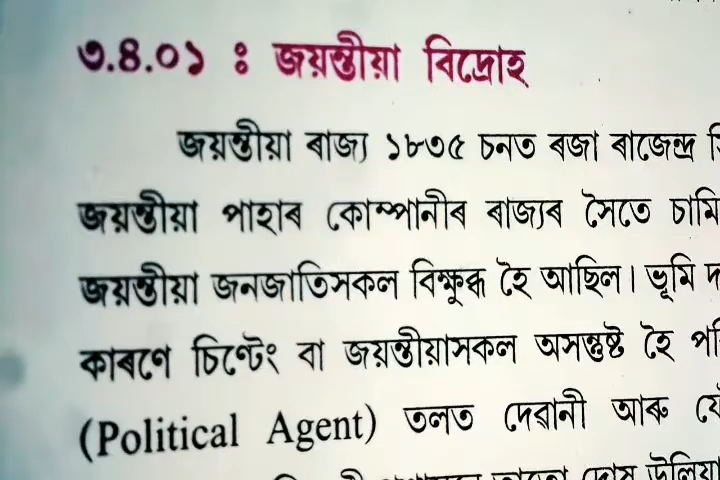 ৩.৪.০১ : জয়ন্তীয়া বিদ্ৰোহ
জয়ন্তীয়া ৰাজ্য ১৮৩৫ চনত ৰজা ৰাজেন্দ্ৰ
জয়ন্তীয়া পাহাৰ কোম্পানীৰ ৰাজ্যৰ সৈতে চামি
জয়ন্তীয়া জনজাতিসকল বিক্ষুব্ধ হৈ আছিল। ভূমি
কাৰণে চিণ্টেং বা জয়ন্তীয়াসকল অসন্তুষ্ট হৈ
(Political Agent) তলত দেৱানী আৰু